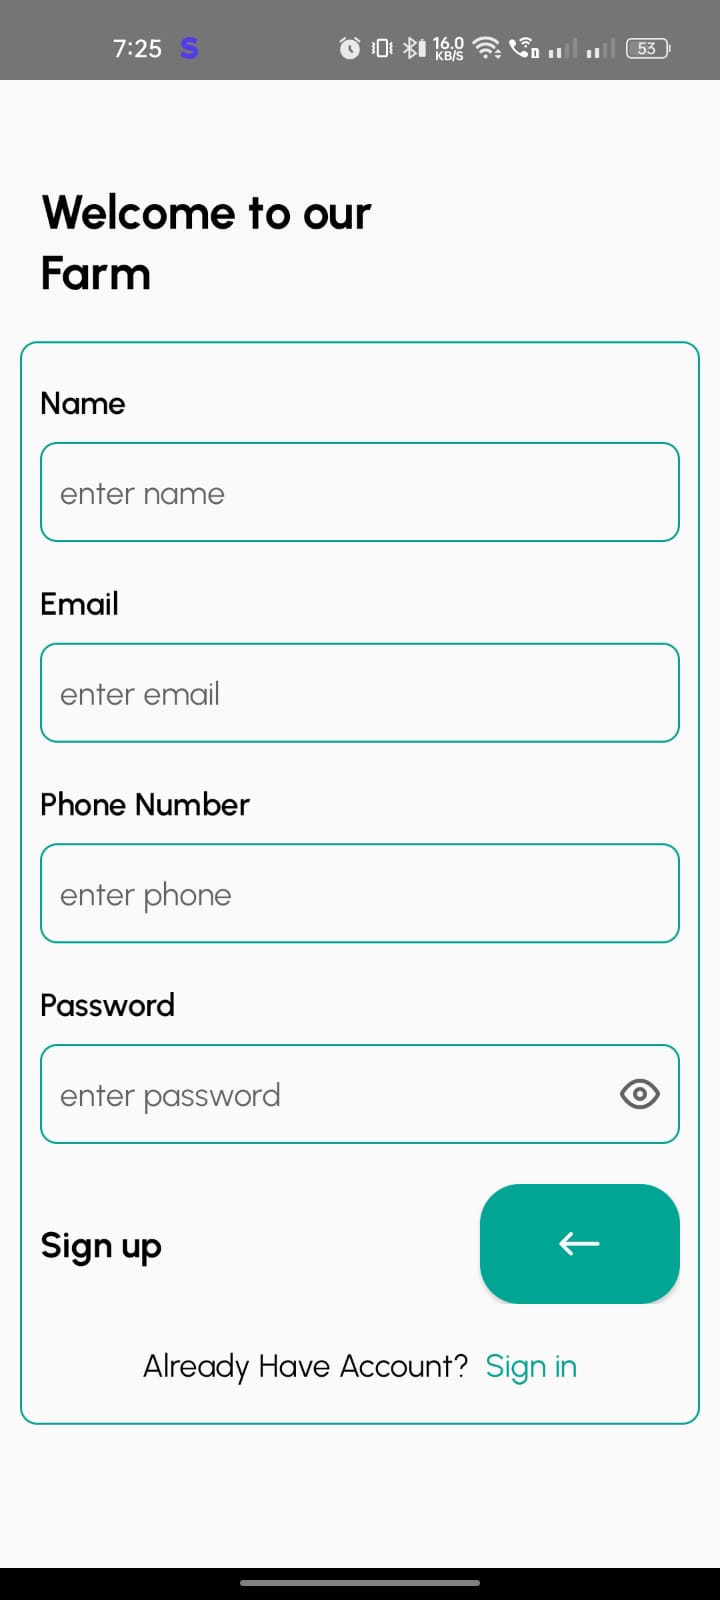 7:25 S 16.0 KB/S 53
Welcome to our
Farm
Name
enter name
Email
enter email
Phone Number
enter phone
Password
enter password
Sign up
Already Have Account? Sign in